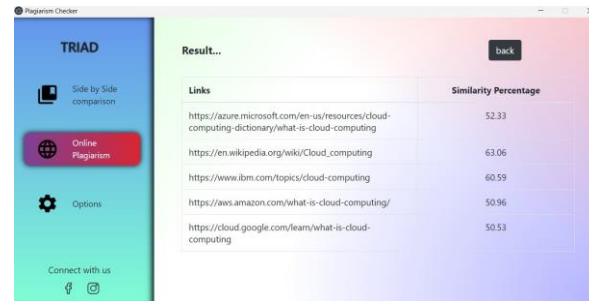 Plagiarism Checker
TRIAD
Side by Side
comparison
Online
Plagiarism
Options
Connect with us
Result...
back
Links
Similarity Percentage
https://azure.microsoft.com/en-us/resources/cloud-
computing-dictionary/what-is-cloud-computing
52.33
https://en.wikipedia.org/wiki/Cloud_computing
63.06
https://www.ibm.com/topics/cloud-computing
60.59
https://aws.amazon.com/what-is-cloud-computing/
50.96
https://cloud.google.com/learn/what-is-cloud-
computing
50.53